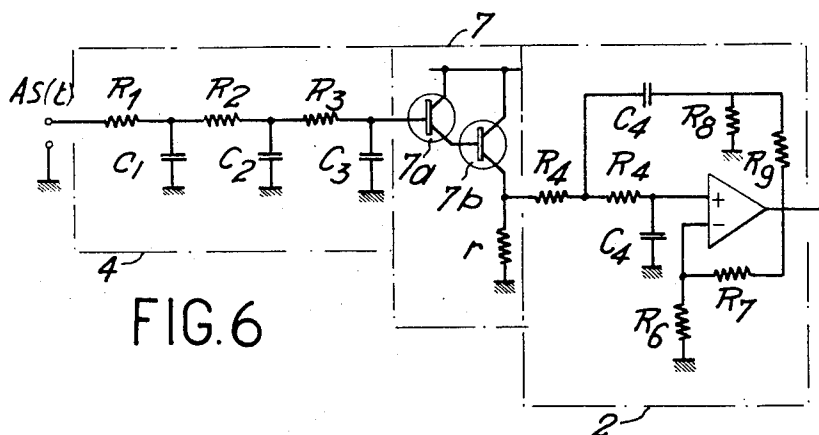 7
AS(t)
R1
R2
R3
C4
R8
C1
C2
C3
7a
7b
R4
R4
R9
+
-
C4
r
R7
R6
4
FIG.6
2